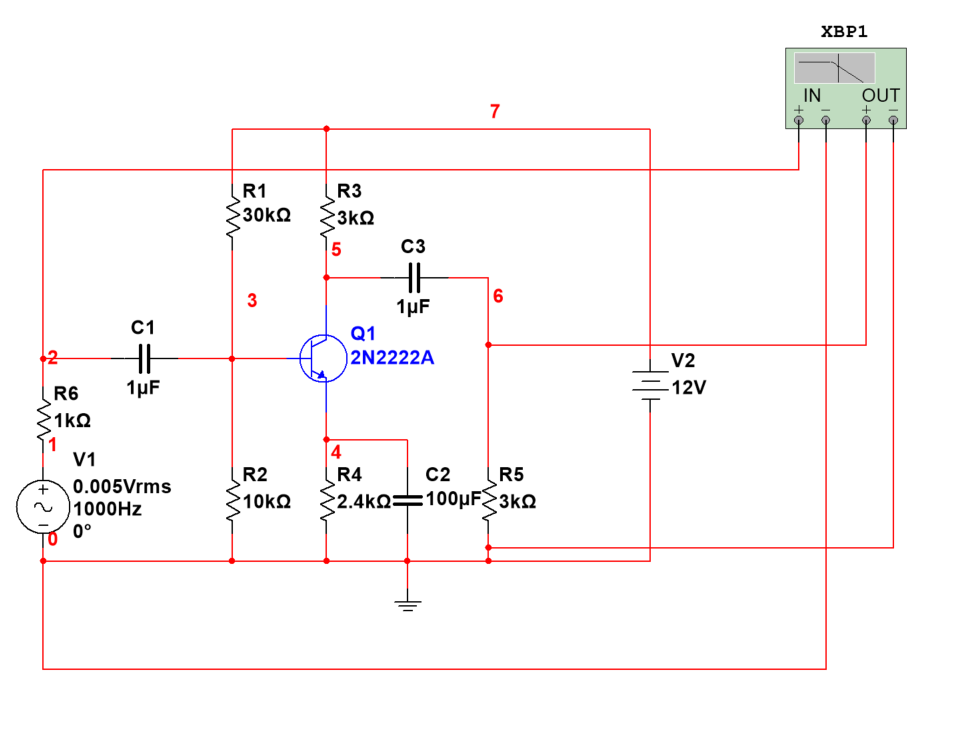 XBP1
IN OUT
+ − + −
7
R1
30kΩ
R3
3kΩ
5
C3
1µF
3
6
C1
1µF
Q1
2N2222A
2
V2
12V
R6
1kΩ
1
4
V1
0.005Vrms
1000Hz
0°
0
R2
10kΩ
R4
2.4kΩ
C2
100µF
R5
3kΩ